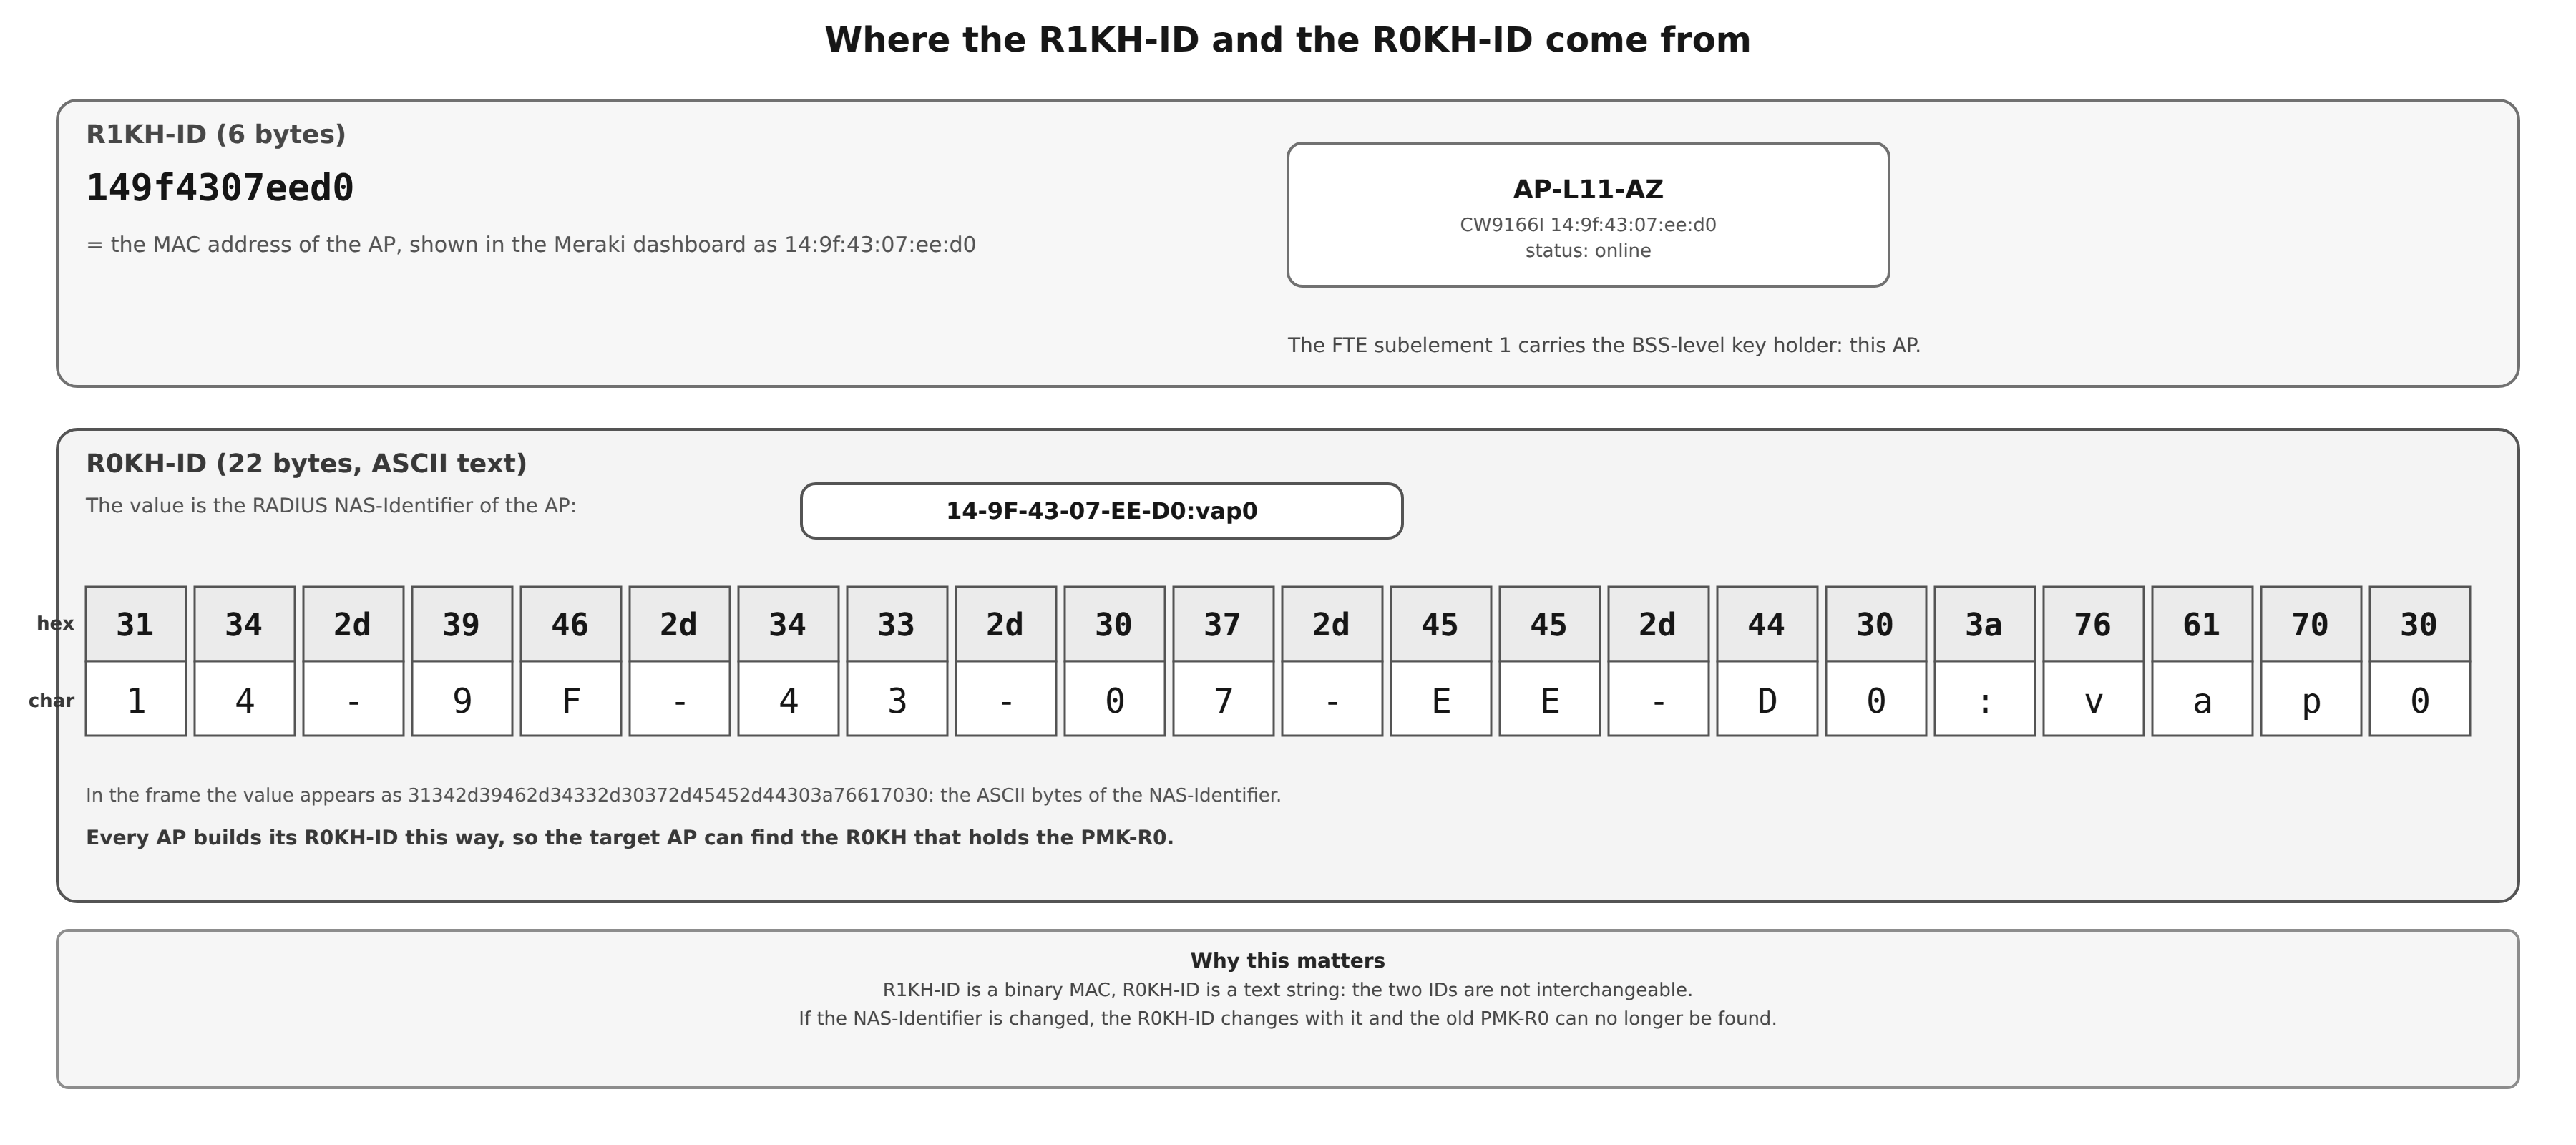 Where the R1KH-ID and the R0KH-ID come from
R1KH-ID (6 bytes)
149f4307eed0
= the MAC address of the AP, shown in the Meraki dashboard as 14:9f:43:07:ee:d0
AP-L11-AZ
CW9166I 14:9f:43:07:ee:d0
status: online
The FTE subelement 1 carries the BSS-level key holder: this AP.
R0KH-ID (22 bytes, ASCII text)
The value is the RADIUS NAS-Identifier of the AP:
14-9F-43-07-EE-D0:vap0
hex 31 34 2d 39 46 2d 34 33 2d 30 37 2d 45 45 2d 44 30 3a 76 61 70 30
char 1 4 - 9 F - 4 3 - 0 7 - E E - D 0 : v a p 0
In the frame the value appears as 31342d39462d34332d30372d45452d44303a76617030: the ASCII bytes of the NAS-Identifier.
Every AP builds its R0KH-ID this way, so the target AP can find the R0KH that holds the PMK-R0.
Why this matters
R1KH-ID is a binary MAC, R0KH-ID is a text string: the two IDs are not interchangeable.
If the NAS-Identifier is changed, the R0KH-ID changes with it and the old PMK-R0 can no longer be found.